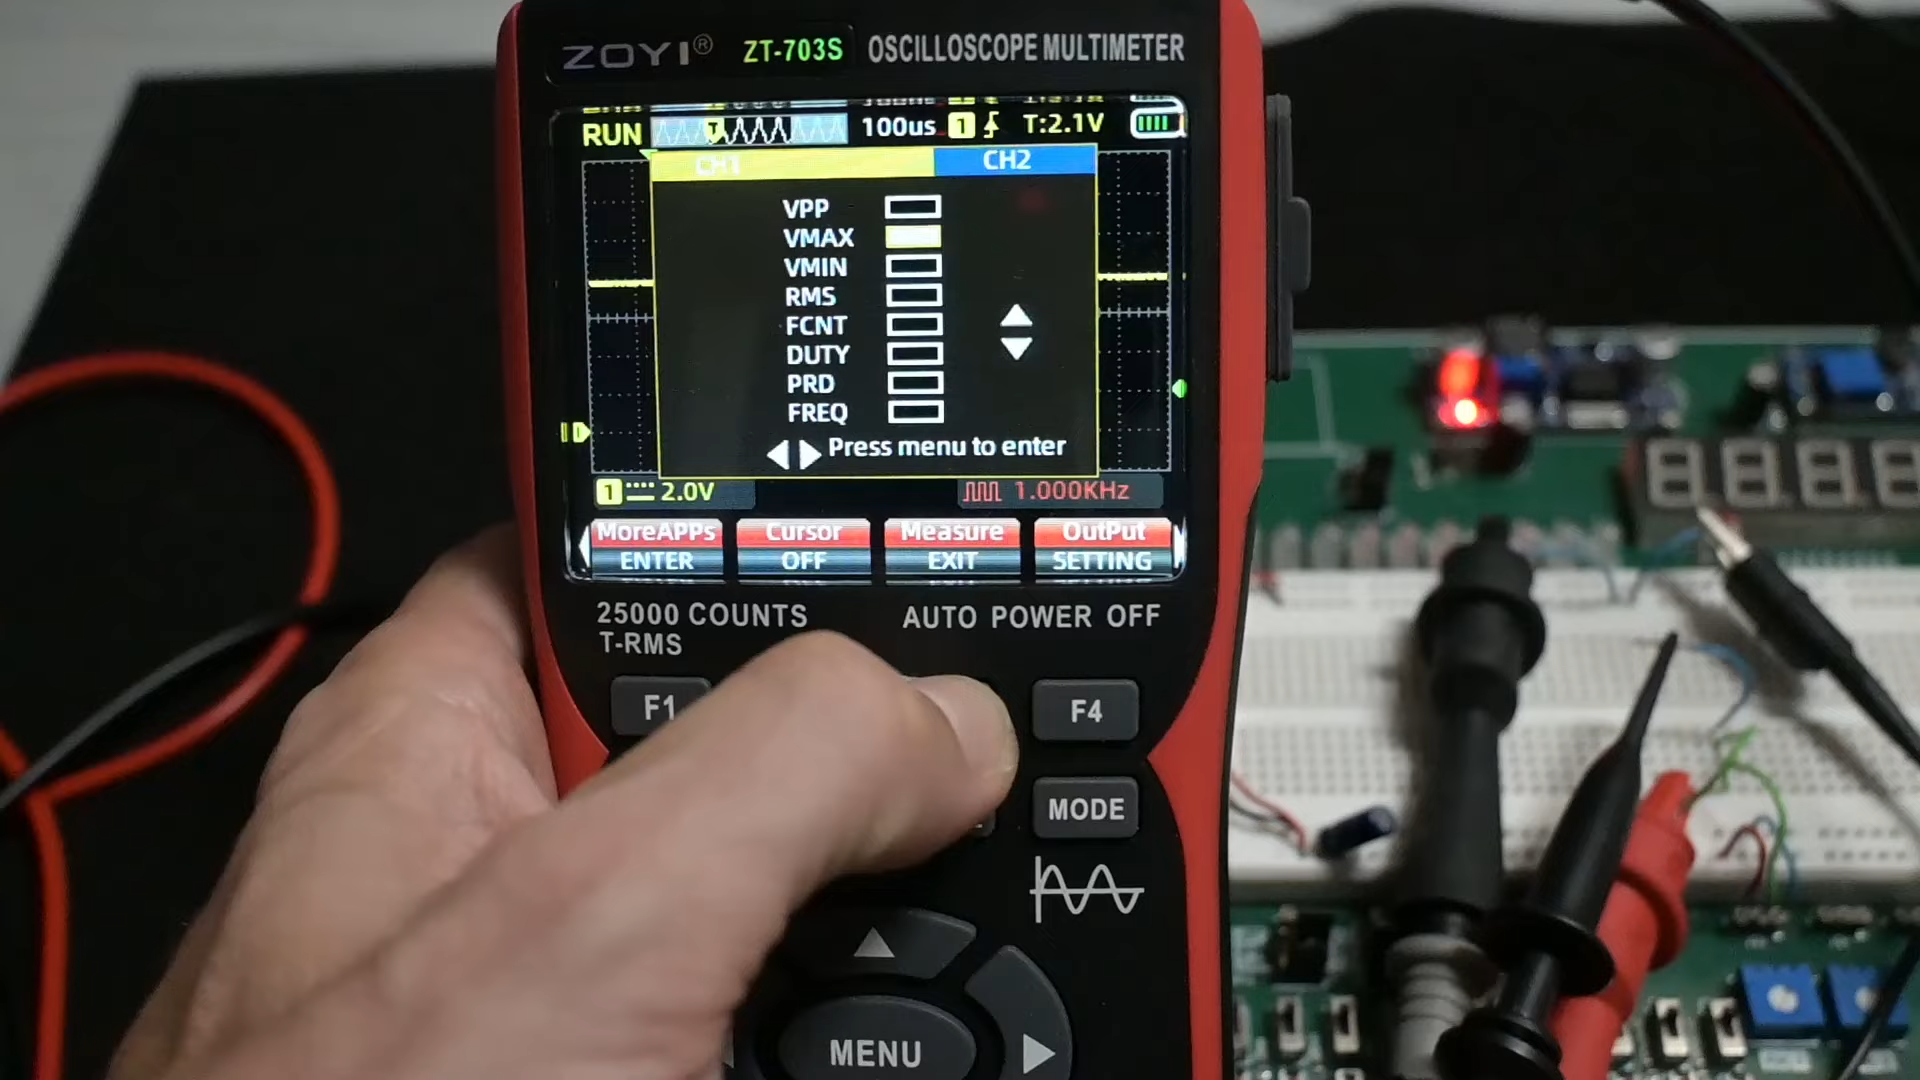 ZOYI® ZT-703S OSCILLOSCOPE MULTIMETER
RUN T 100us 1 T:2.1V
CH1 CH2
VPP
VMAX
VMIN
RMS
FCNT
DUTY
PRD
FREQ
Press menu to enter
1 2.0V 1.000KHz
MoreAPPs Cursor Measure OutPut
ENTER OFF EXIT SETTING
25000 COUNTS AUTO POWER OFF
T-RMS
F1 F4
MODE
MENU